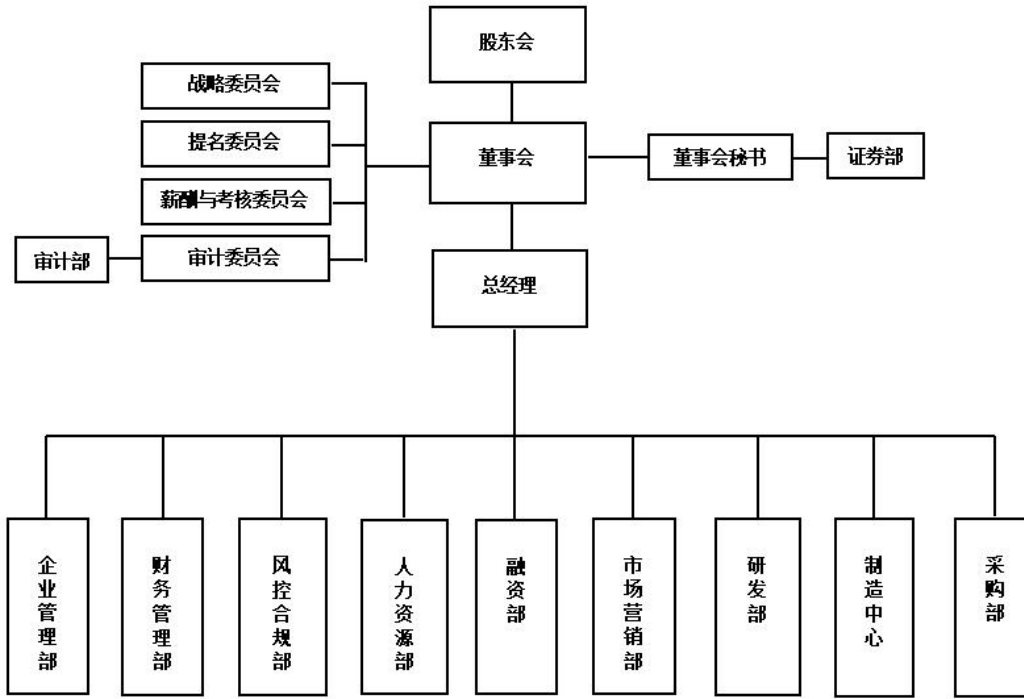 股东会
战略委员会
提名委员会
董事会
董事会秘书
证券部
薪酬与考核委员会
审计部
审计委员会
总经理
企业管理部
财务管理部
风控合规部
人力资源部
融资部
市场营销部
研发部
制造中心
采购部